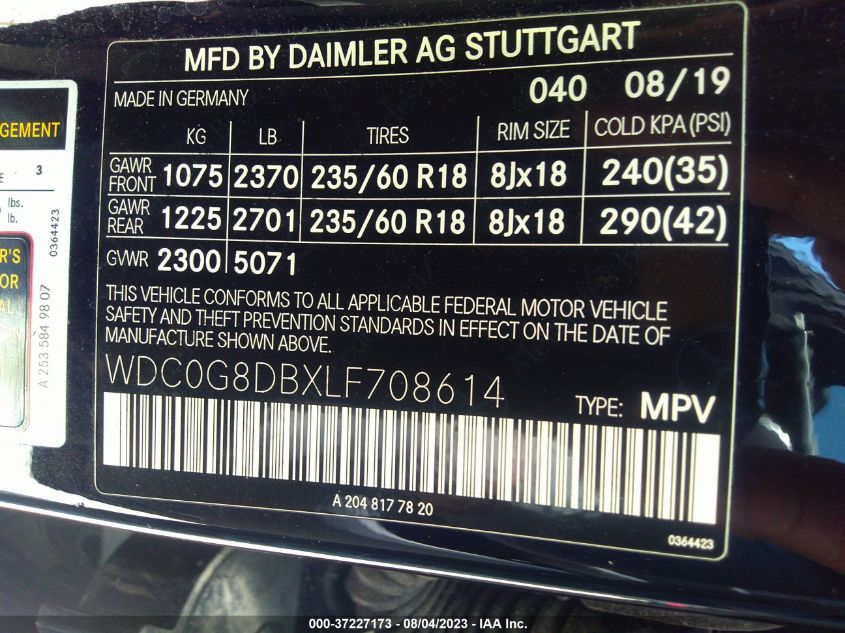 MFD BY DAIMLER AG STUTTGART
MADE IN GERMANY 040 08/19
KG LB TIRES RIM SIZE COLD KPA (PSI)
GAWR FRONT 1075 2370 235/60 R18 8Jx18 240(35)
GAWR REAR 1225 2701 235/60 R18 8Jx18 290(42)
GVWR 2300 5071
THIS VEHICLE CONFORMS TO ALL APPLICABLE FEDERAL MOTOR VEHICLE
SAFETY AND THEFT PREVENTION STANDARDS IN EFFECT ON THE DATE OF
MANUFACTURE SHOWN ABOVE.
WDC0G8DBXLF708614
TYPE: MPV
A 204 817 78 20
0364423
GEMENT
3
lbs.
lb.
0364423
R'S
OR
AL
A 253 584 98 07
000-37227173 - 08/04/2023 - IAA Inc.